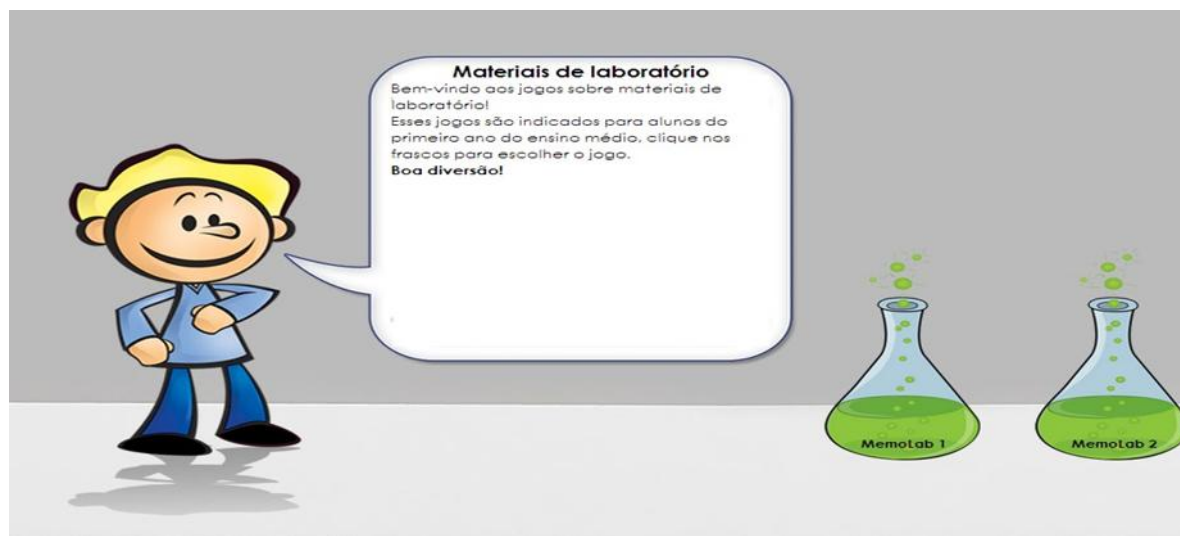 Materiais de laboratório
Bem-vindo aos jogos sobre materiais de
laboratório!
Esses jogos são indicados para alunos do
primeiro ano do ensino médio, clique nos
frascos para escolher o jogo.
Boa diversão!
MemoLab 1
MemoLab 2